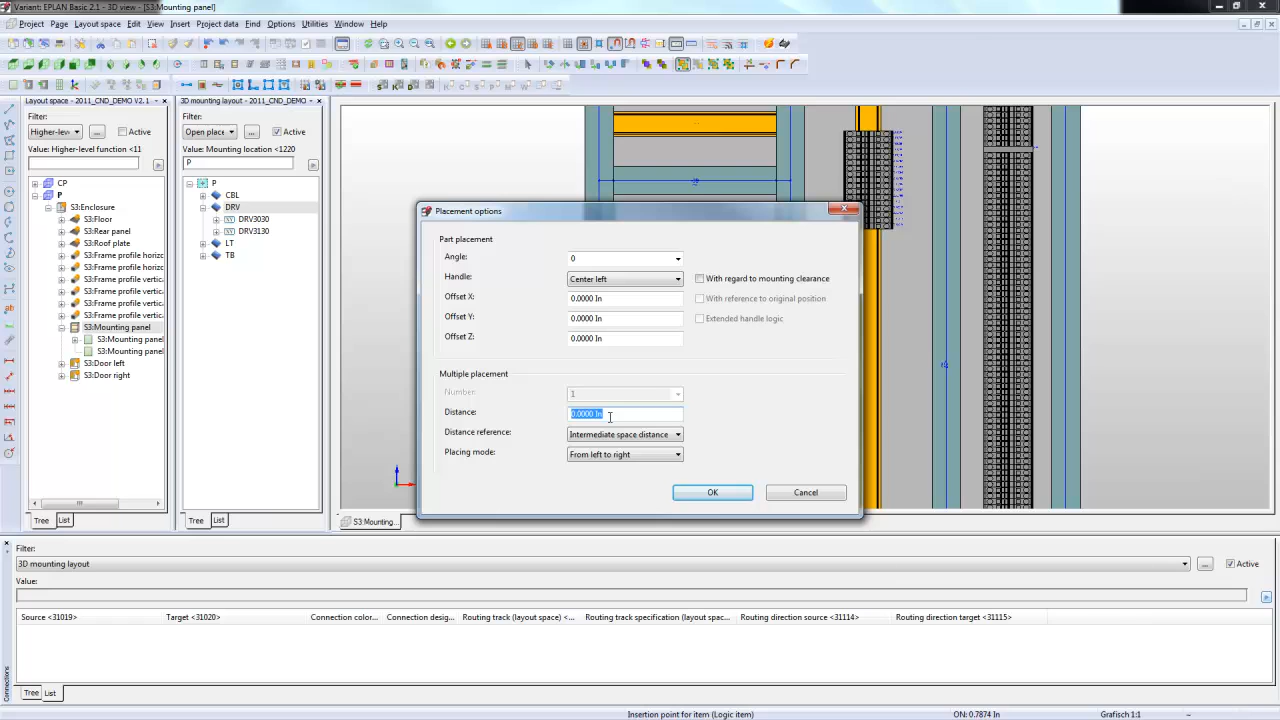 Variant: EPLAN Basic 2.1 - 3D view - [S3:Mounting panel]
Project Page Layout space Edit View Insert Project data Find Options Utilities Window Help
Layout space - 2011_CND_DEMO V2.1
Filter:
Higher-lev ... Active
Value: Higher-level function <11
CP
P
S3:Enclosure
S3:Floor
S3:Rear panel
S3:Roof plate
S3:Frame profile horiz
S3:Frame profile horiz
S3:Frame profile vertic
S3:Frame profile vertic
S3:Frame profile vertic
S3:Frame profile vertic
S3:Mounting panel
S3:Mounting panel
S3:Mounting panel
S3:Door left
S3:Door right
Tree List
3D mounting layout - 2011_CND_DEMO
Filter:
Open place ... Active
Value: Mounting location <1220
P
P
CBL
DRV
DRV3030
DRV3130
LT
TB
Tree List
S3:Mounting...
Placement options
Part placement
Angle: 0
Handle: Center left With regard to mounting clearance
Offset X: 0.0000 In With reference to original position
Offset Y: 0.0000 In Extended handle logic
Offset Z: 0.0000 In
Multiple placement
Number: 1
Distance: 0.0000 In
Distance reference: Intermediate space distance
Placing mode: From left to right
OK Cancel
Filter:
3D mounting layout ... Active
Value:
Source <31019> Target <31020> Connection color... Connection desig... Routing track (layout space) <... Routing track specification (layout spac... Routing direction source <31114> Routing direction target <31115>
Connections
Tree List
Insertion point for item (Logic item) ON: 0.7874 In Grafisch 1:1